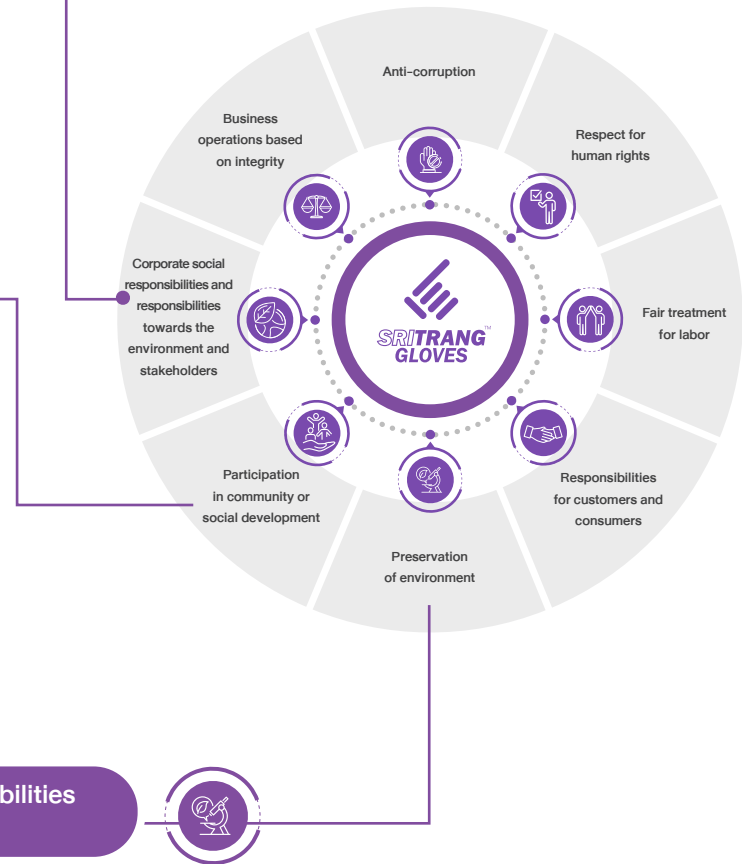 Anti-corruption
Business
operations based
on integrity
Respect for
human rights
Corporate social
responsibilities and
responsibilities
towards the
environment and
stakeholders
SRITRANG™
GLOVES
Fair treatment
for labor
Participation
in community or
social development
Responsibilities
for customers and
consumers
Preservation
of environment
bilities